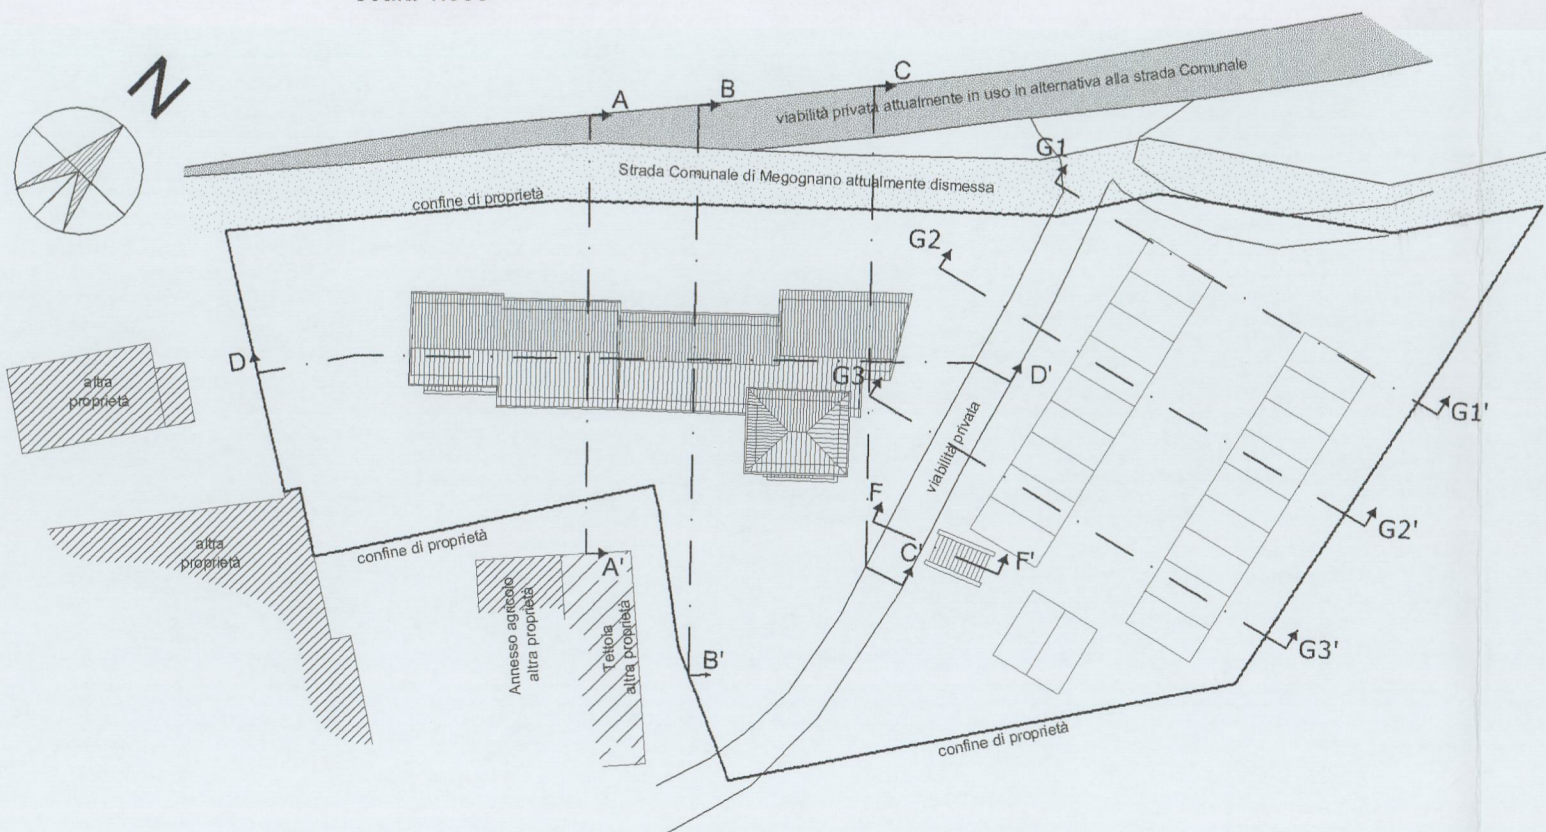 N
A
B
C
viabilità privata attualmente in uso in alternativa alla strada Comunale
G1
Strada Comunale di Megognano attualmente dismessa
confine di proprietà
G2
D
G3
D'
altra
proprietà
G1'
viabilità privata
F
G2'
altra
proprietà
confine di proprietà
A'
C'
F'
Annesso agricolo
altra proprietà
Tettoia
altra proprietà
B'
G3'
confine di proprietà